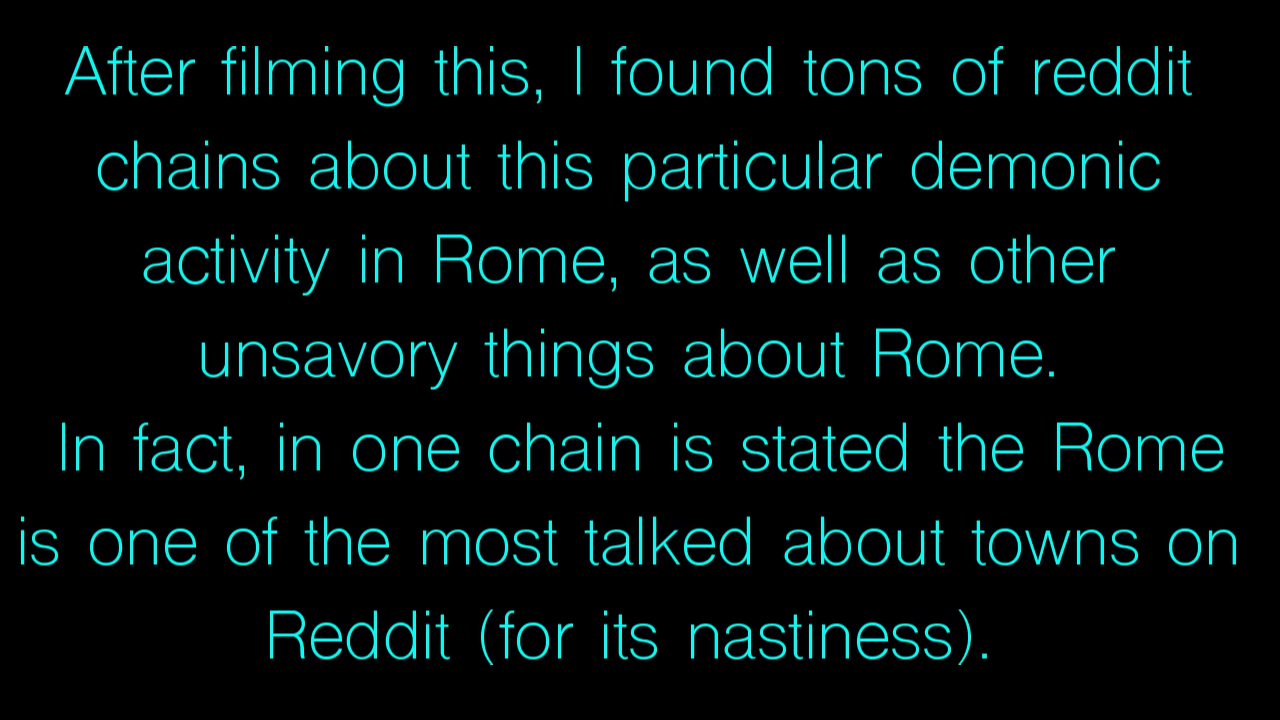 After filming this, I found tons of reddit
chains about this particular demonic
activity in Rome, as well as other
unsavory things about Rome.
In fact, in one chain is stated the Rome
is one of the most talked about towns on
Reddit (for its nastiness).